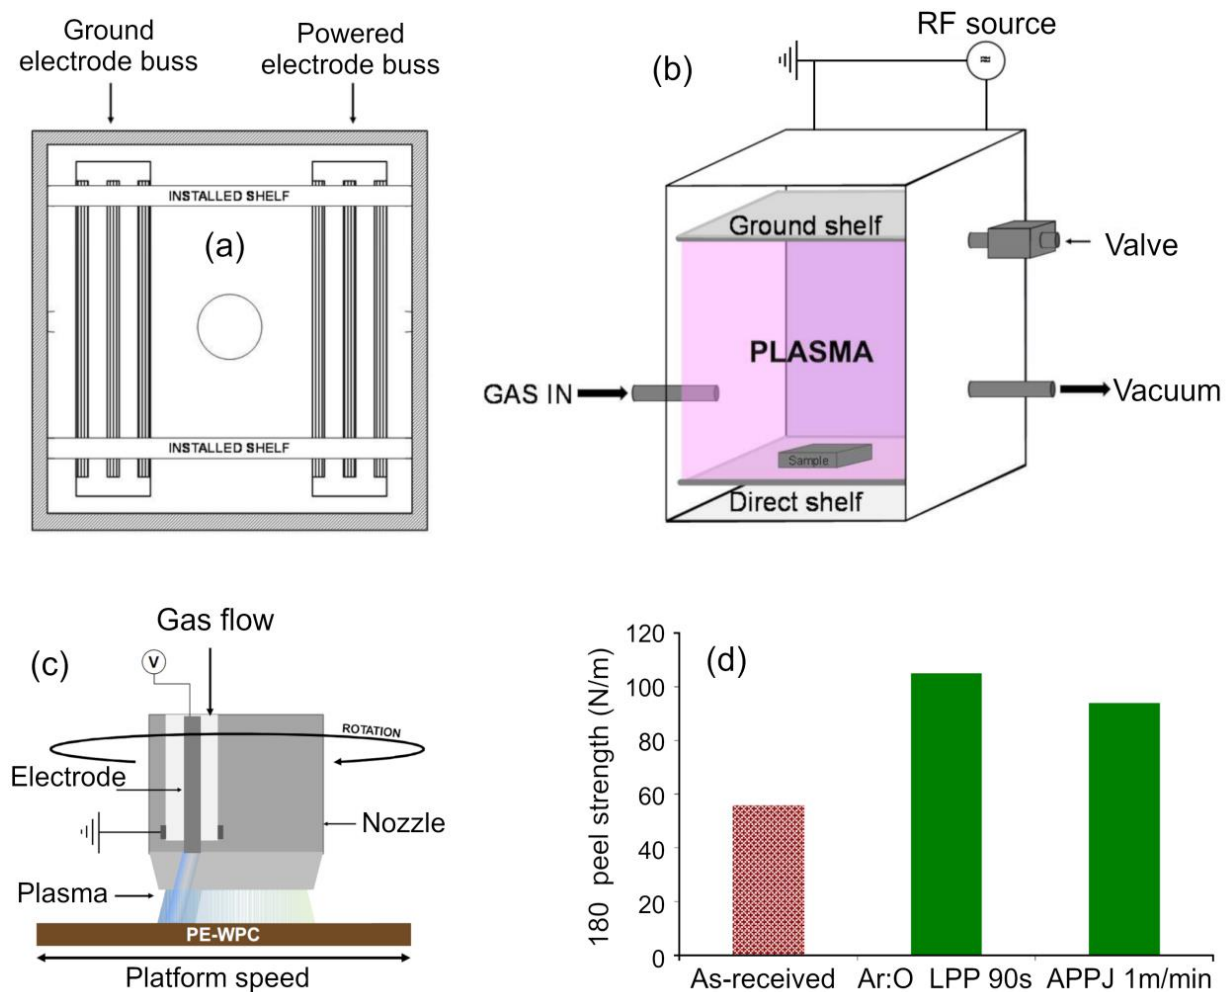 Ground
electrode buss
Powered
electrode buss
INSTALLED SHELF
(a)
INSTALLED SHELF
RF source
(b)
≈
Ground shelf
Valve
PLASMA
GAS IN
Vacuum
Sample
Direct shelf
Gas flow
(c)
V
ROTATION
Electrode
Nozzle
Plasma
PE-WPC
Platform speed
(d)
180 peel strength (N/m)
120
100
80
60
40
20
0
As-received
Ar:O LPP 90s
APPJ 1m/min